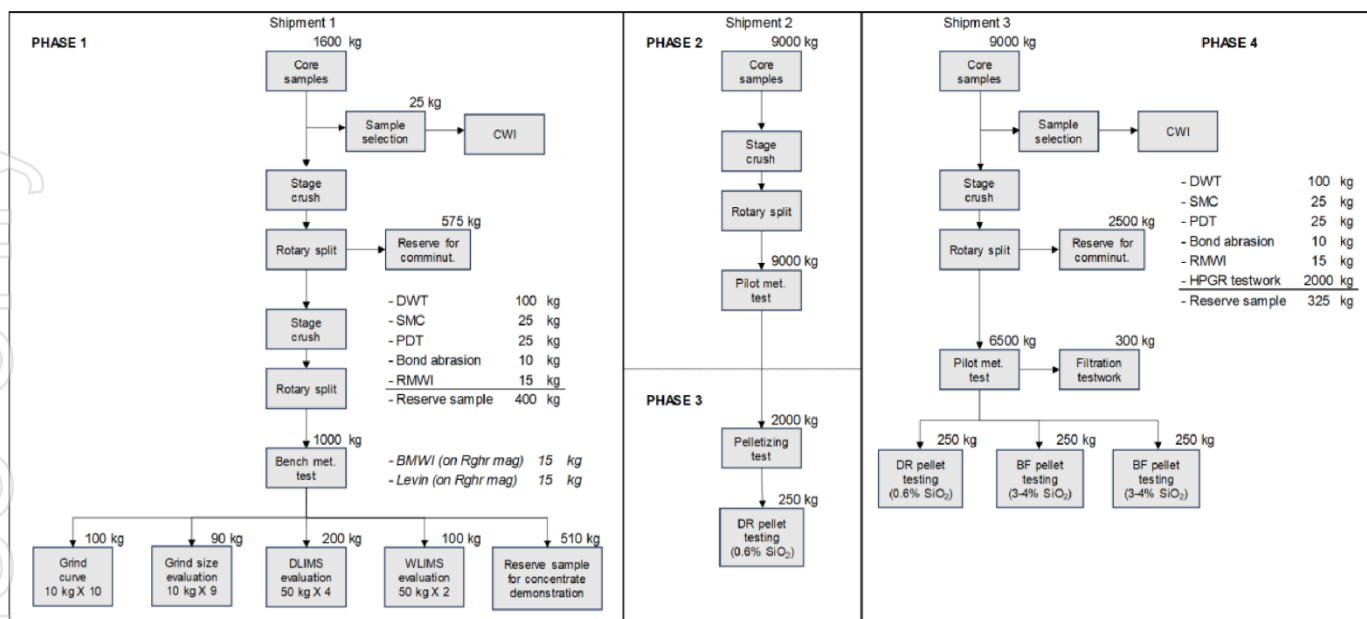 Shipment 1
PHASE 1
1600 kg
Core
samples
25 kg
Sample
selection
CWI
Stage
crush
575 kg
Rotary split
Reserve for
comminut.
- DWT 100 kg
- SMC 25 kg
- PDT 25 kg
- Bond abrasion 10 kg
- RMWI 15 kg
- Reserve sample 400 kg
Stage
crush
Rotary split
1000 kg
Bench met.
test
- BMWI (on Rghr mag) 15 kg
- Levin (on Rghr mag) 15 kg
100 kg
Grind
curve
10 kg X 10
90 kg
Grind size
evaluation
10 kg X 9
200 kg
DLIMS
evaluation
50 kg X 4
100 kg
WLIMS
evaluation
50 kg X 2
510 kg
Reserve sample
for concentrate
demonstration
Shipment 2
PHASE 2
9000 kg
Core
samples
Stage
crush
Rotary split
9000 kg
Pilot met.
test
PHASE 3
2000 kg
Pelletizing
test
250 kg
DR pellet
testing
(0.6% SiO₂)
Shipment 3
PHASE 4
9000 kg
Core
samples
Sample
selection
CWI
Stage
crush
2500 kg
Rotary split
Reserve for
comminut.
- DWT 100 kg
- SMC 25 kg
- PDT 25 kg
- Bond abrasion 10 kg
- RMWI 15 kg
- HPGR testwork 2000 kg
- Reserve sample 325 kg
6500 kg
Pilot met.
test
300 kg
Filtration
testwork
250 kg
DR pellet
testing
(0.6% SiO₂)
250 kg
BF pellet
testing
(3-4% SiO₂)
250 kg
BF pellet
testing
(3-4% SiO₂)